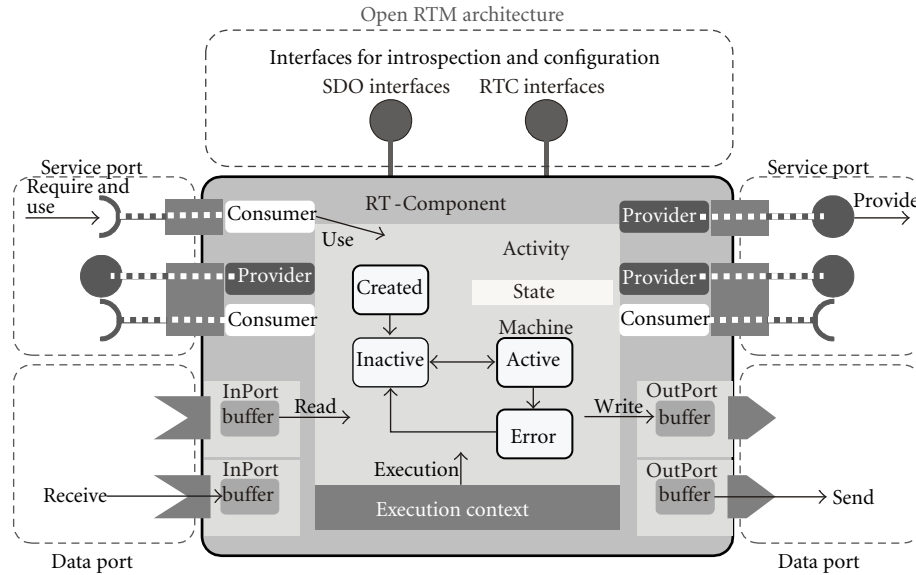 Open RTM architecture
Interfaces for introspection and configuration
SDO interfaces
RTC interfaces
Service port
Require and
use
Service port
Provide
Consumer
RT -Component
Provider
Use
Activity
Provider
Created
State
Provider
Consumer
Machine
Consumer
Inactive
Active
InPort
buffer
Read
Error
Write
OutPort
buffer
Execution
InPort
buffer
Receive
OutPort
buffer
Send
Execution context
Data port
Data port